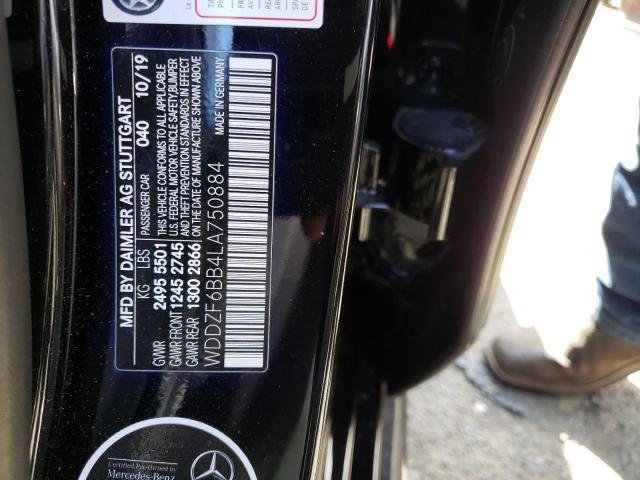 MFD BY DAIMLER AG STUTTGART
KG LBS PASSENGER CAR 040 10/19
GVWR 2495 5501 THIS VEHICLE CONFORMS TO ALL APPLICABLE
GAWR FRONT 1245 2745 U.S. FEDERAL MOTOR VEHICLE SAFETY, BUMPER
AND THEFT PREVENTION STANDARDS IN EFFECT
GAWR REAR 1300 2866 ON THE DATE OF MANUFACTURE SHOWN ABOVE
WDDZF6BB4LA750884 MADE IN GERMANY
Certified Pre-Owned by
Mercedes-Benz